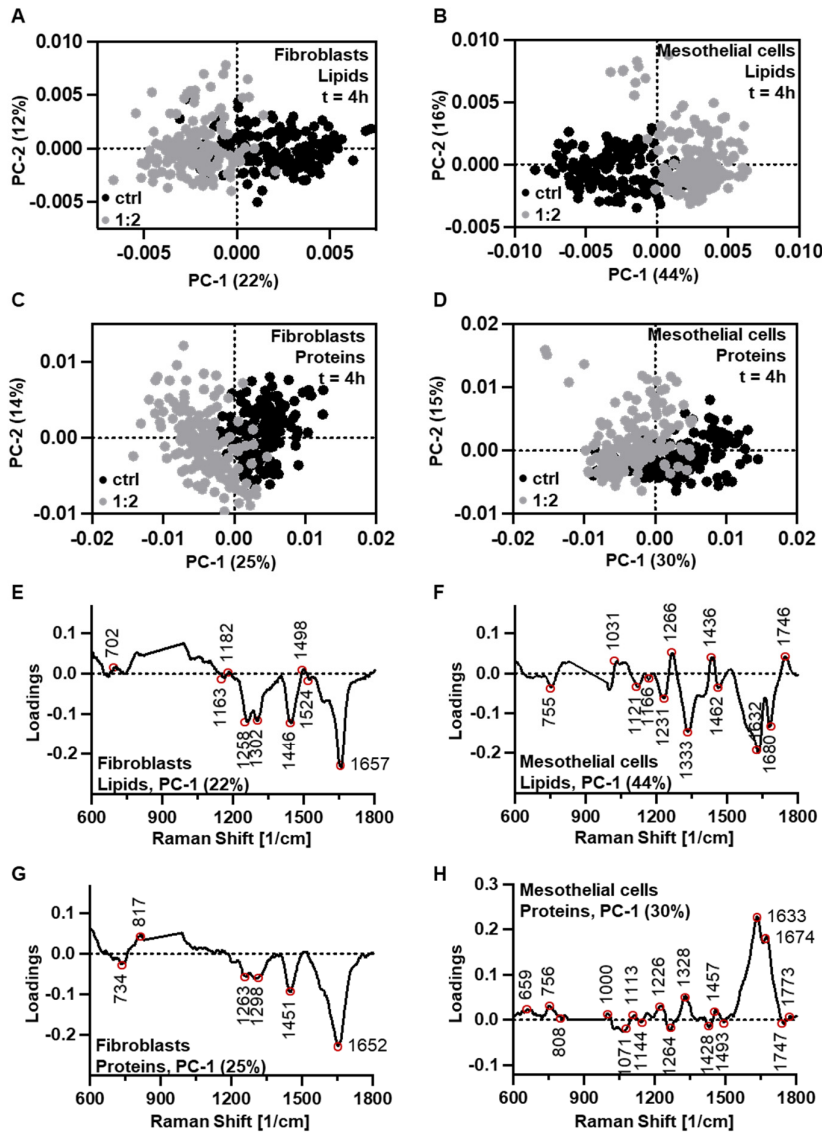 A
Fibroblasts
Lipids
t = 4h
0.010
0.005
0.000
-0.005
PC-2 (12%)
ctrl
1:2
-0.005
0.000
0.005
PC-1 (22%)
B
Mesothelial cells
Lipids
t = 4h
0.010
0.005
0.000
-0.005
PC-2 (16%)
ctrl
1:2
-0.010
-0.005
0.000
0.005
0.010
PC-1 (44%)
C
Fibroblasts
Proteins
t = 4h
0.01
0.00
-0.01
PC-2 (14%)
ctrl
1:2
-0.02
-0.01
0.00
0.01
0.02
PC-1 (25%)
D
Mesothelial cells
Proteins
t = 4h
0.02
0.01
0.00
-0.01
PC-2 (15%)
ctrl
1:2
-0.02
-0.01
0.00
0.01
0.02
PC-1 (30%)
E
0.1
0.0
-0.1
-0.2
Loadings
702
1163
1182
1258
1302
1446
1498
1524
1657
Fibroblasts
Lipids, PC-1 (22%)
600
900
1200
1500
1800
Raman Shift [1/cm]
F
0.1
0.0
-0.1
-0.2
Loadings
755
1031
1121
1166
1231
1266
1333
1436
1462
1632
1680
1746
Mesothelial cells
Lipids, PC-1 (44%)
600
900
1200
1500
1800
Raman Shift [1/cm]
G
0.1
0.0
-0.1
-0.2
Loadings
734
817
1263
1298
1451
1652
Fibroblasts
Proteins, PC-1 (25%)
600
900
1200
1500
1800
Raman Shift [1/cm]
H
Mesothelial cells
Proteins, PC-1 (30%)
0.3
0.2
0.1
0.0
-0.1
Loadings
659
756
808
1000
1071
1113
1144
1226
1264
1328
1428
1457
1493
1633
1674
1747
1773
600
900
1200
1500
1800
Raman Shift [1/cm]